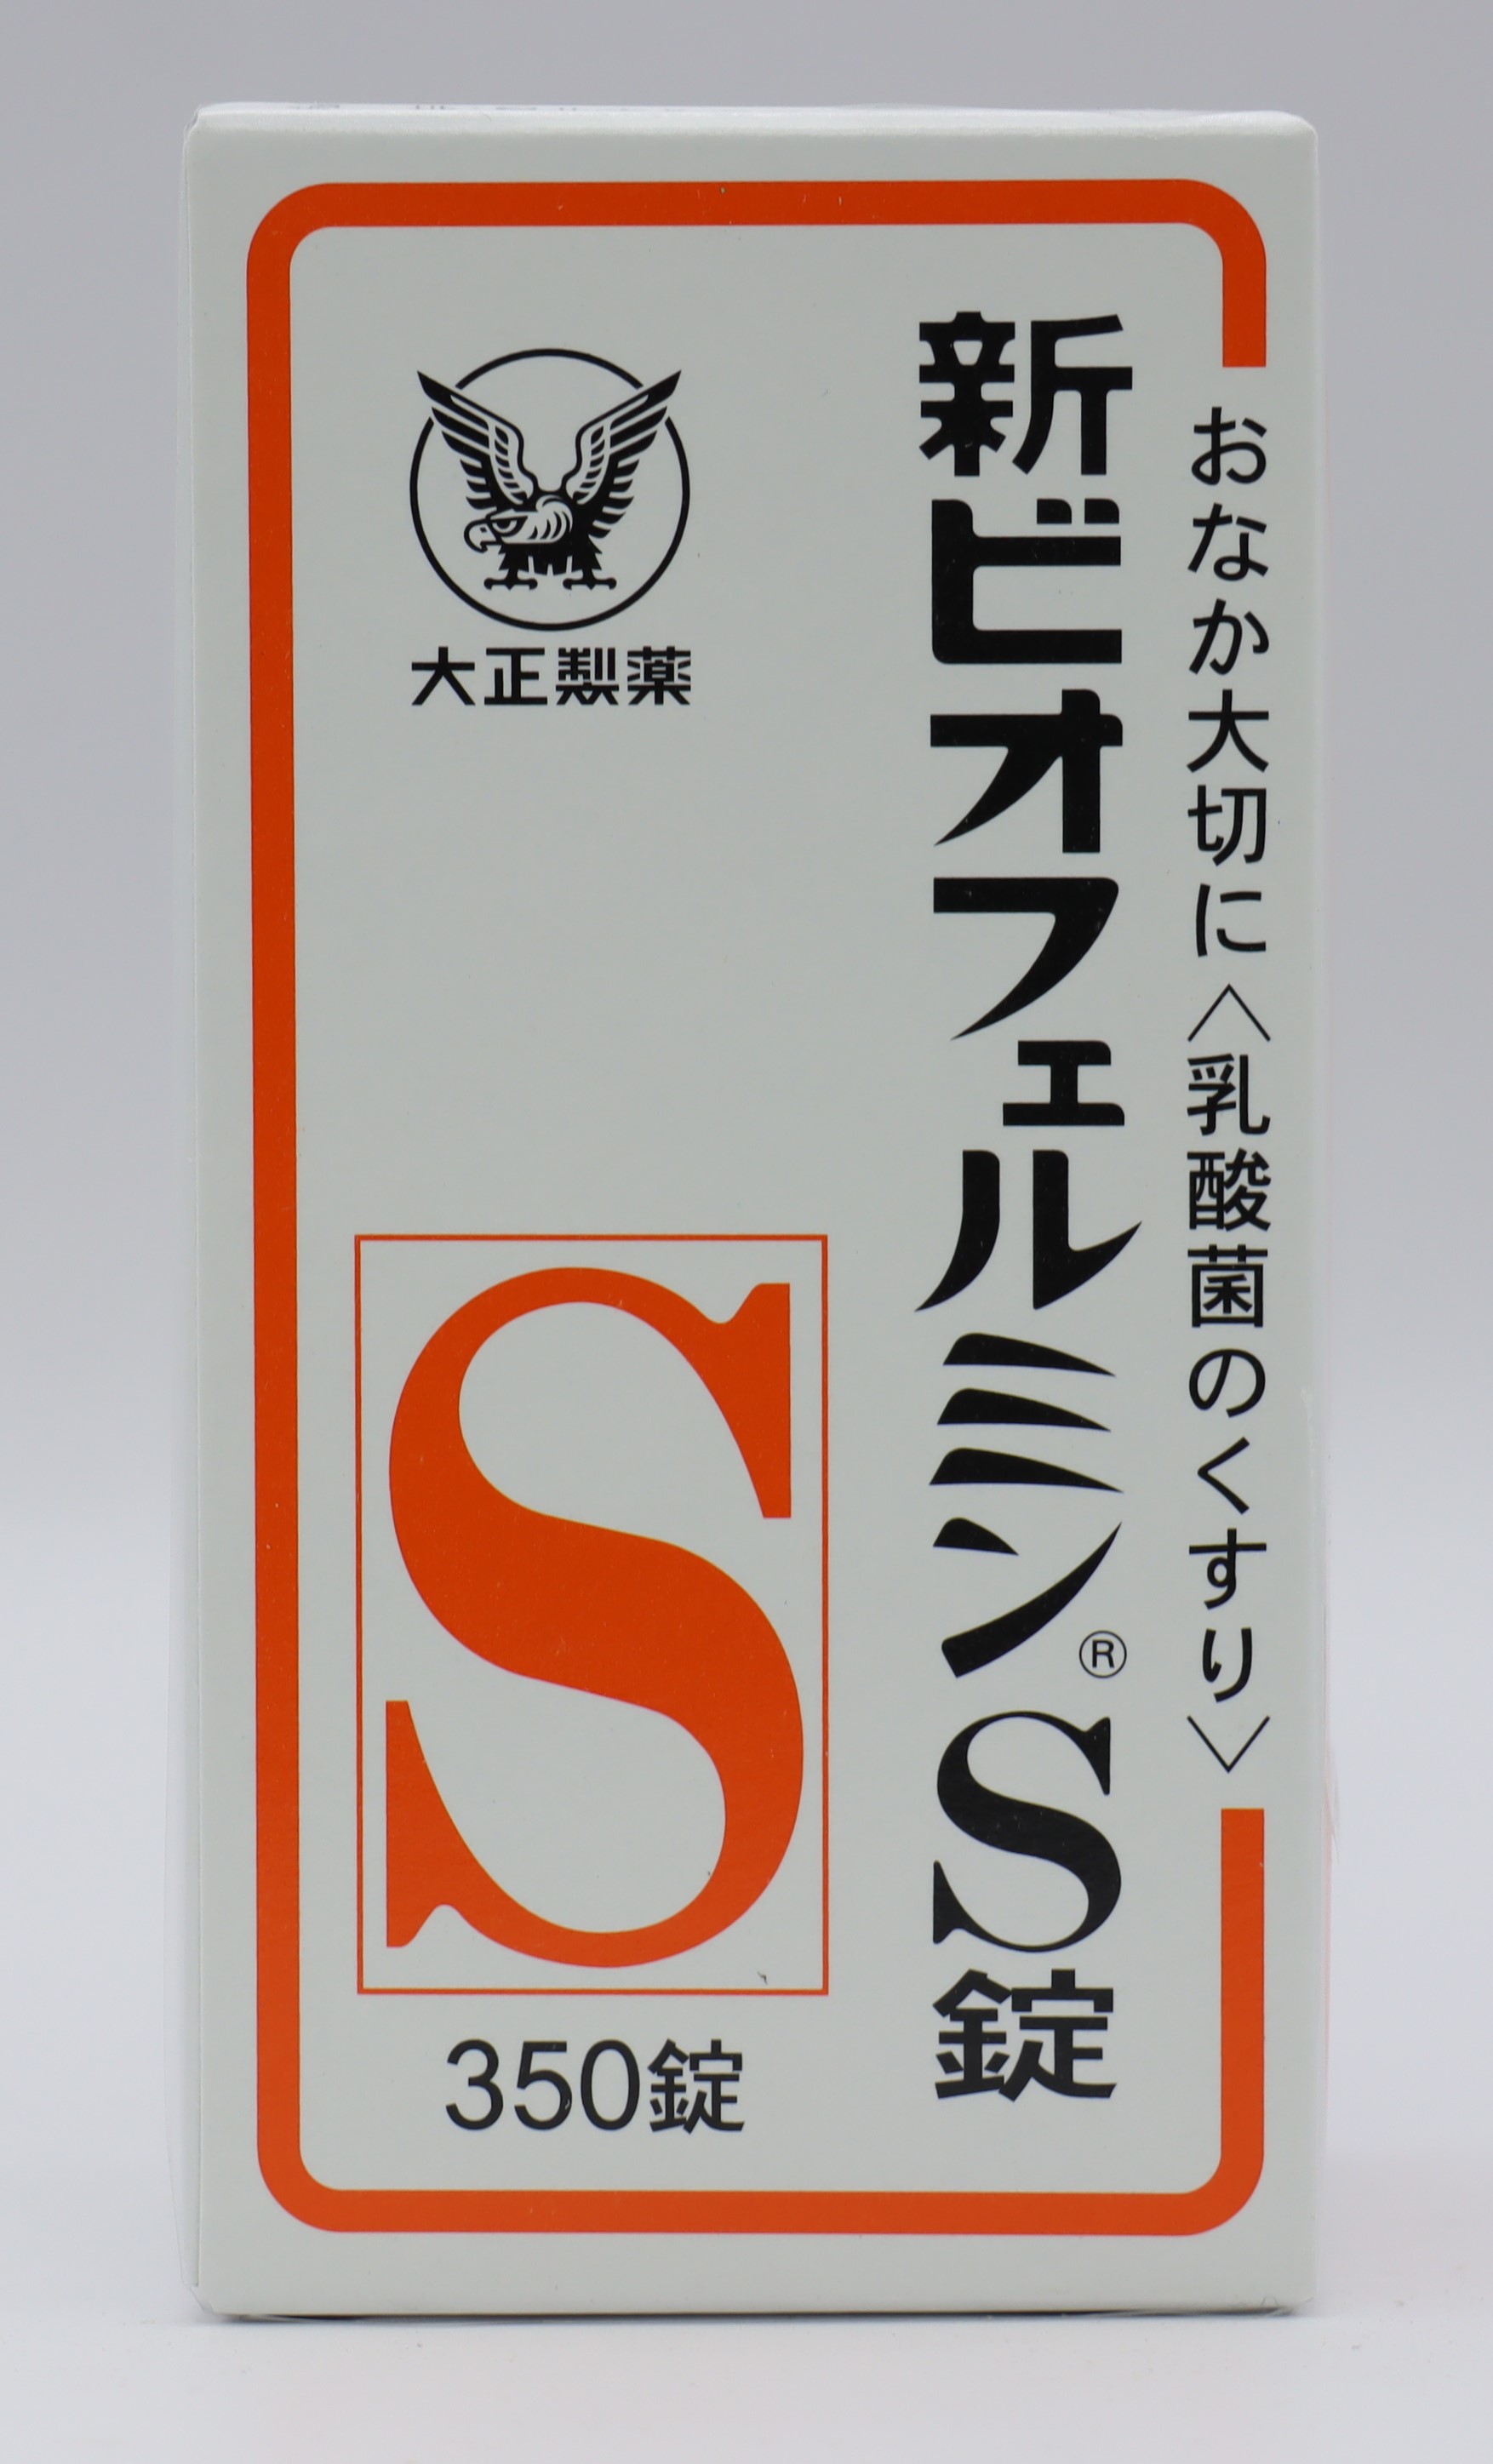 おなか大切に〈乳酸菌のくすり〉
新ビオフェルミン®S錠
大正製薬
S
350錠